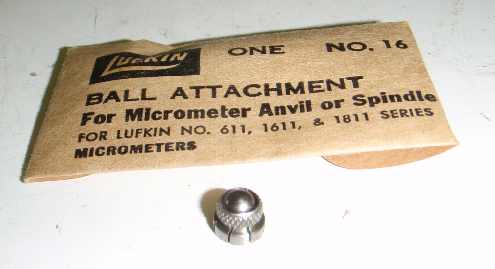 LUFKIN ONE NO. 16
BALL ATTACHMENT
For Micrometer Anvil or Spindle
FOR LUFKIN NO. 611, 1611, & 1811 SERIES
MICROMETERS